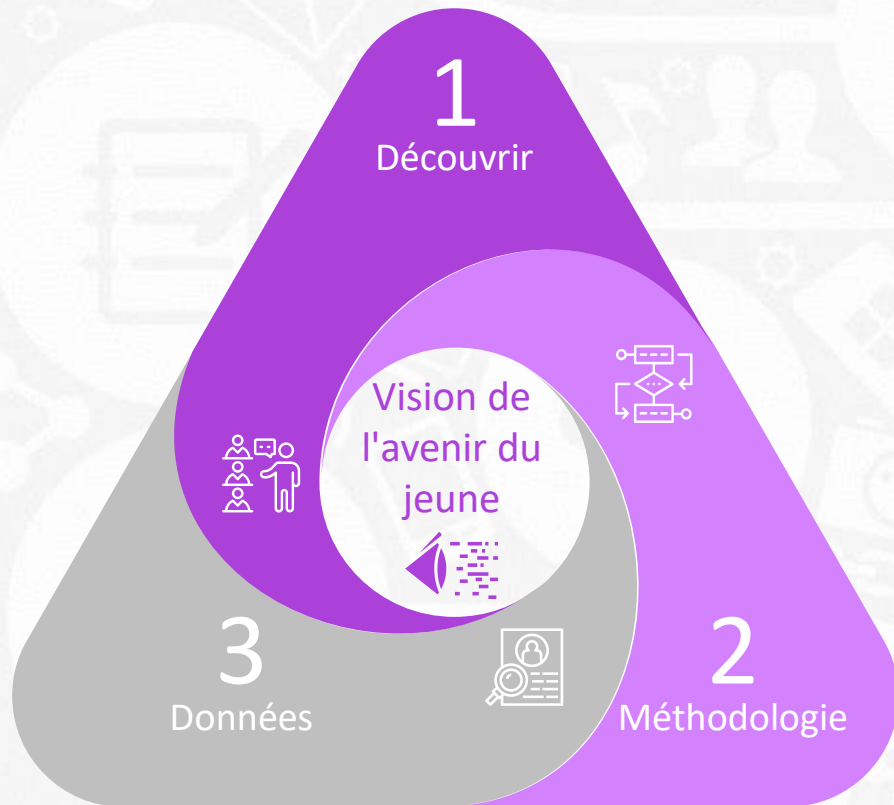 1
Découvrir
Vision de
l'avenir du
jeune
3
Données
2
Méthodologie